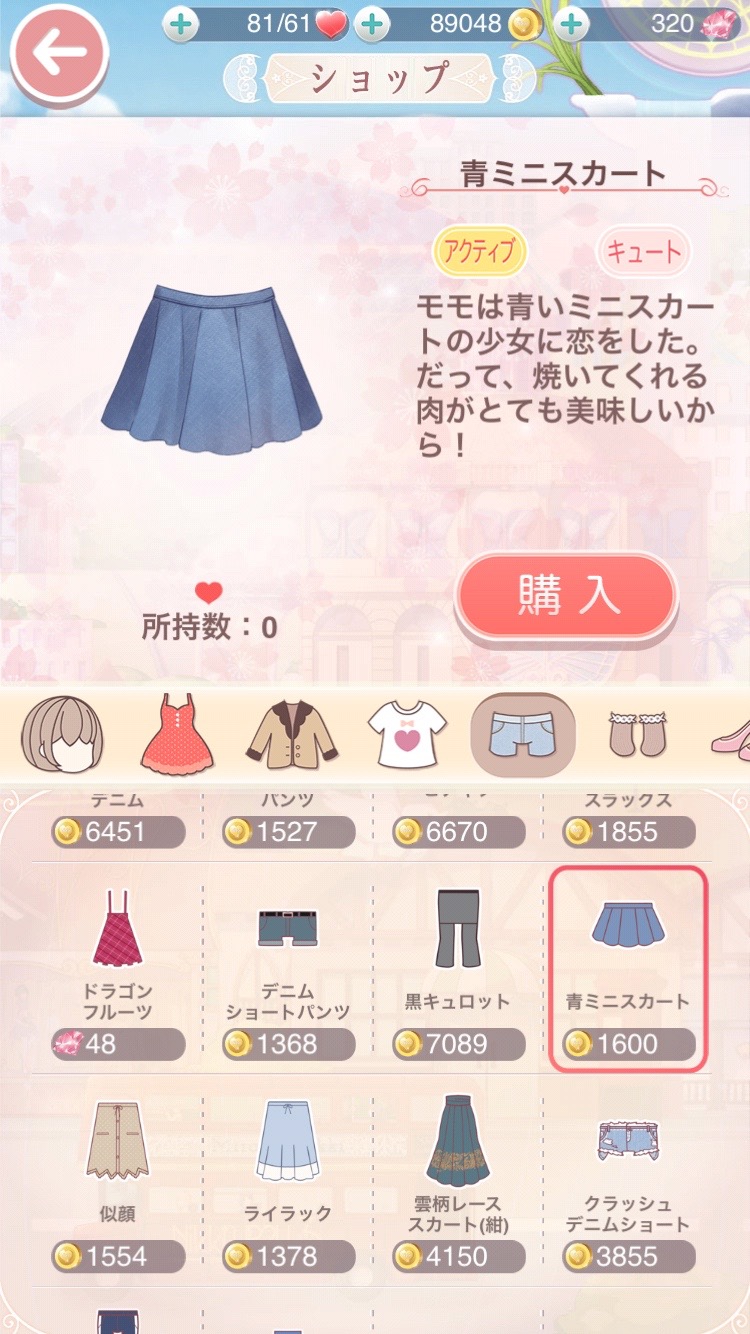 81/61
89048
320
ショップ
青ミニスカート
アクティブ
キュート
モモは青いミニスカー
トの少女に恋をした。
だって、焼いてくれる
肉がとても美味しいか
ら！
所持数：0
購入
デニム
パンツ
スラックス
6451
1527
6670
1855
ドラゴン
フルーツ
デニム
ショートパンツ
黒キュロット
青ミニスカート
48
1368
7089
1600
似顔
ライラック
雲柄レース
スカート(紺)
クラッシュ
デニムショート
1554
1378
4150
3855